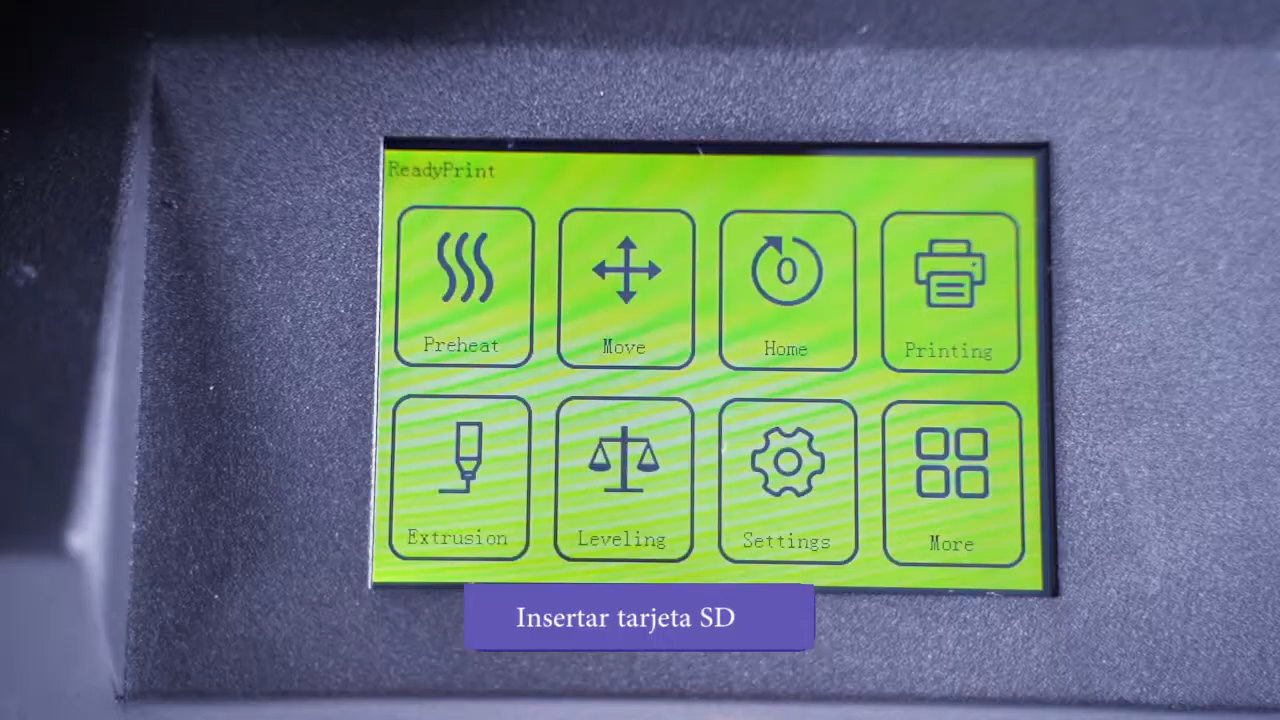 ReadyPrint
Preheat
Move
Home
Printing
Extrusion
Leveling
Settings
More
Insertar tarjeta SD